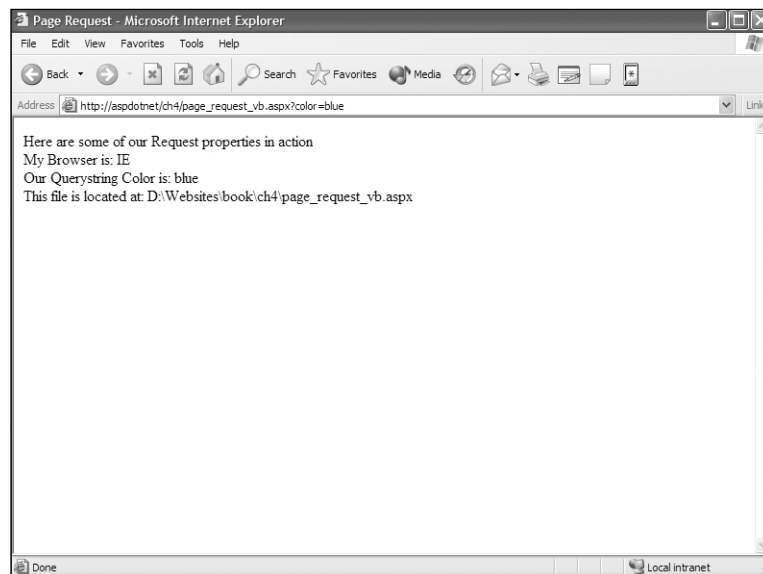 Page Request - Microsoft Internet Explorer
File Edit View Favorites Tools Help
Back Search Favorites Media
Address http://aspdotnet/ch4/page_request_vb.aspx?color=blue Link
Here are some of our Request properties in action
My Browser is: IE
Our Querystring Color is: blue
This file is located at: D:\Websites\book\ch4\page_request_vb.aspx
Done Local intranet